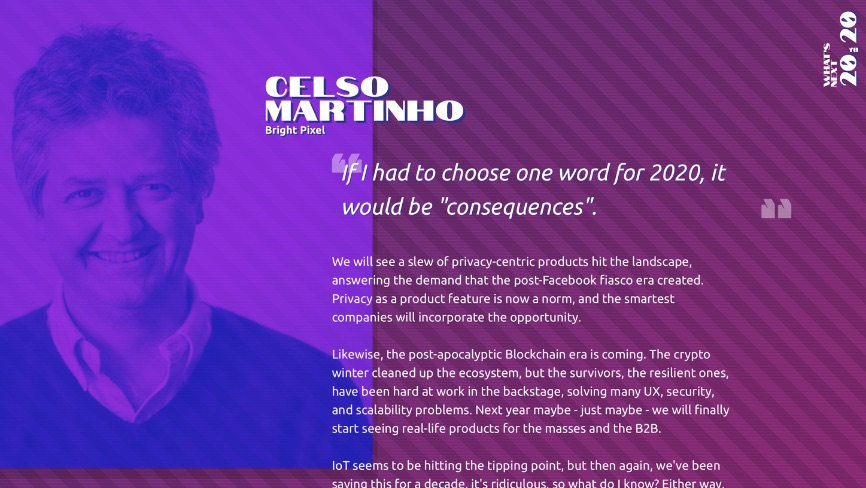 WHAT'S
NEXT
20 TO 20
CELSO
MARTINHO
Bright Pixel
If I had to choose one word for 2020, it
would be "consequences".
We will see a slew of privacy-centric products hit the landscape,
answering the demand that the post-Facebook fiasco era created.
Privacy as a product feature is now a norm, and the smartest
companies will incorporate the opportunity.
Likewise, the post-apocalyptic Blockchain era is coming. The crypto
winter cleaned up the ecosystem, but the survivors, the resilient ones,
have been hard at work in the backstage, solving many UX, security,
and scalability problems. Next year maybe - just maybe - we will finally
start seeing real-life products for the masses and the B2B.
IoT seems to be hitting the tipping point, but then again, we've been
saying this for a decade, it's ridiculous, so what do I know? Either way,